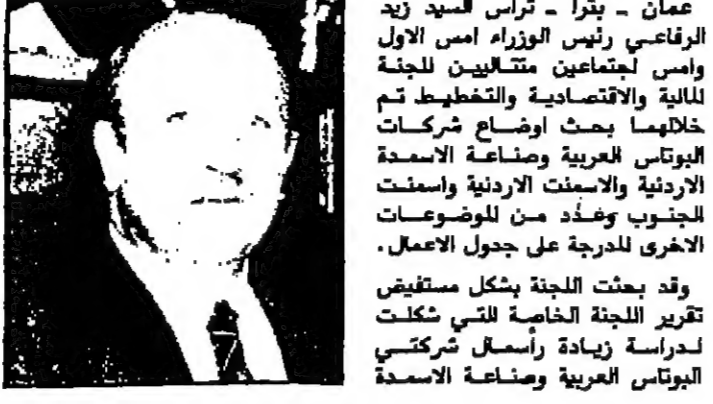 عمان ـ بترا ـ ترأس السيد زيد
الرفاعي رئيس الوزراء امس الاول
وامس اجتماعين متتاليين للجنة
المالية والاقتصادية والتخطيط تم
خلالهما بحث اوضاع شركات
البوتاس العربية وصناعة الاسمدة
الاردنية والاسمنت الاردنية واسمنت
الجنوب وعدد من الموضوعات
الاخرى المدرجة على جدول الاعمال.
وقد بحثت اللجنة بشكل مستفيض
تقرير اللجنة الخاصة التي شكلت
لدراسة زيادة رأسمال شركتي
البوتاس العربية وصناعة الاسمدة